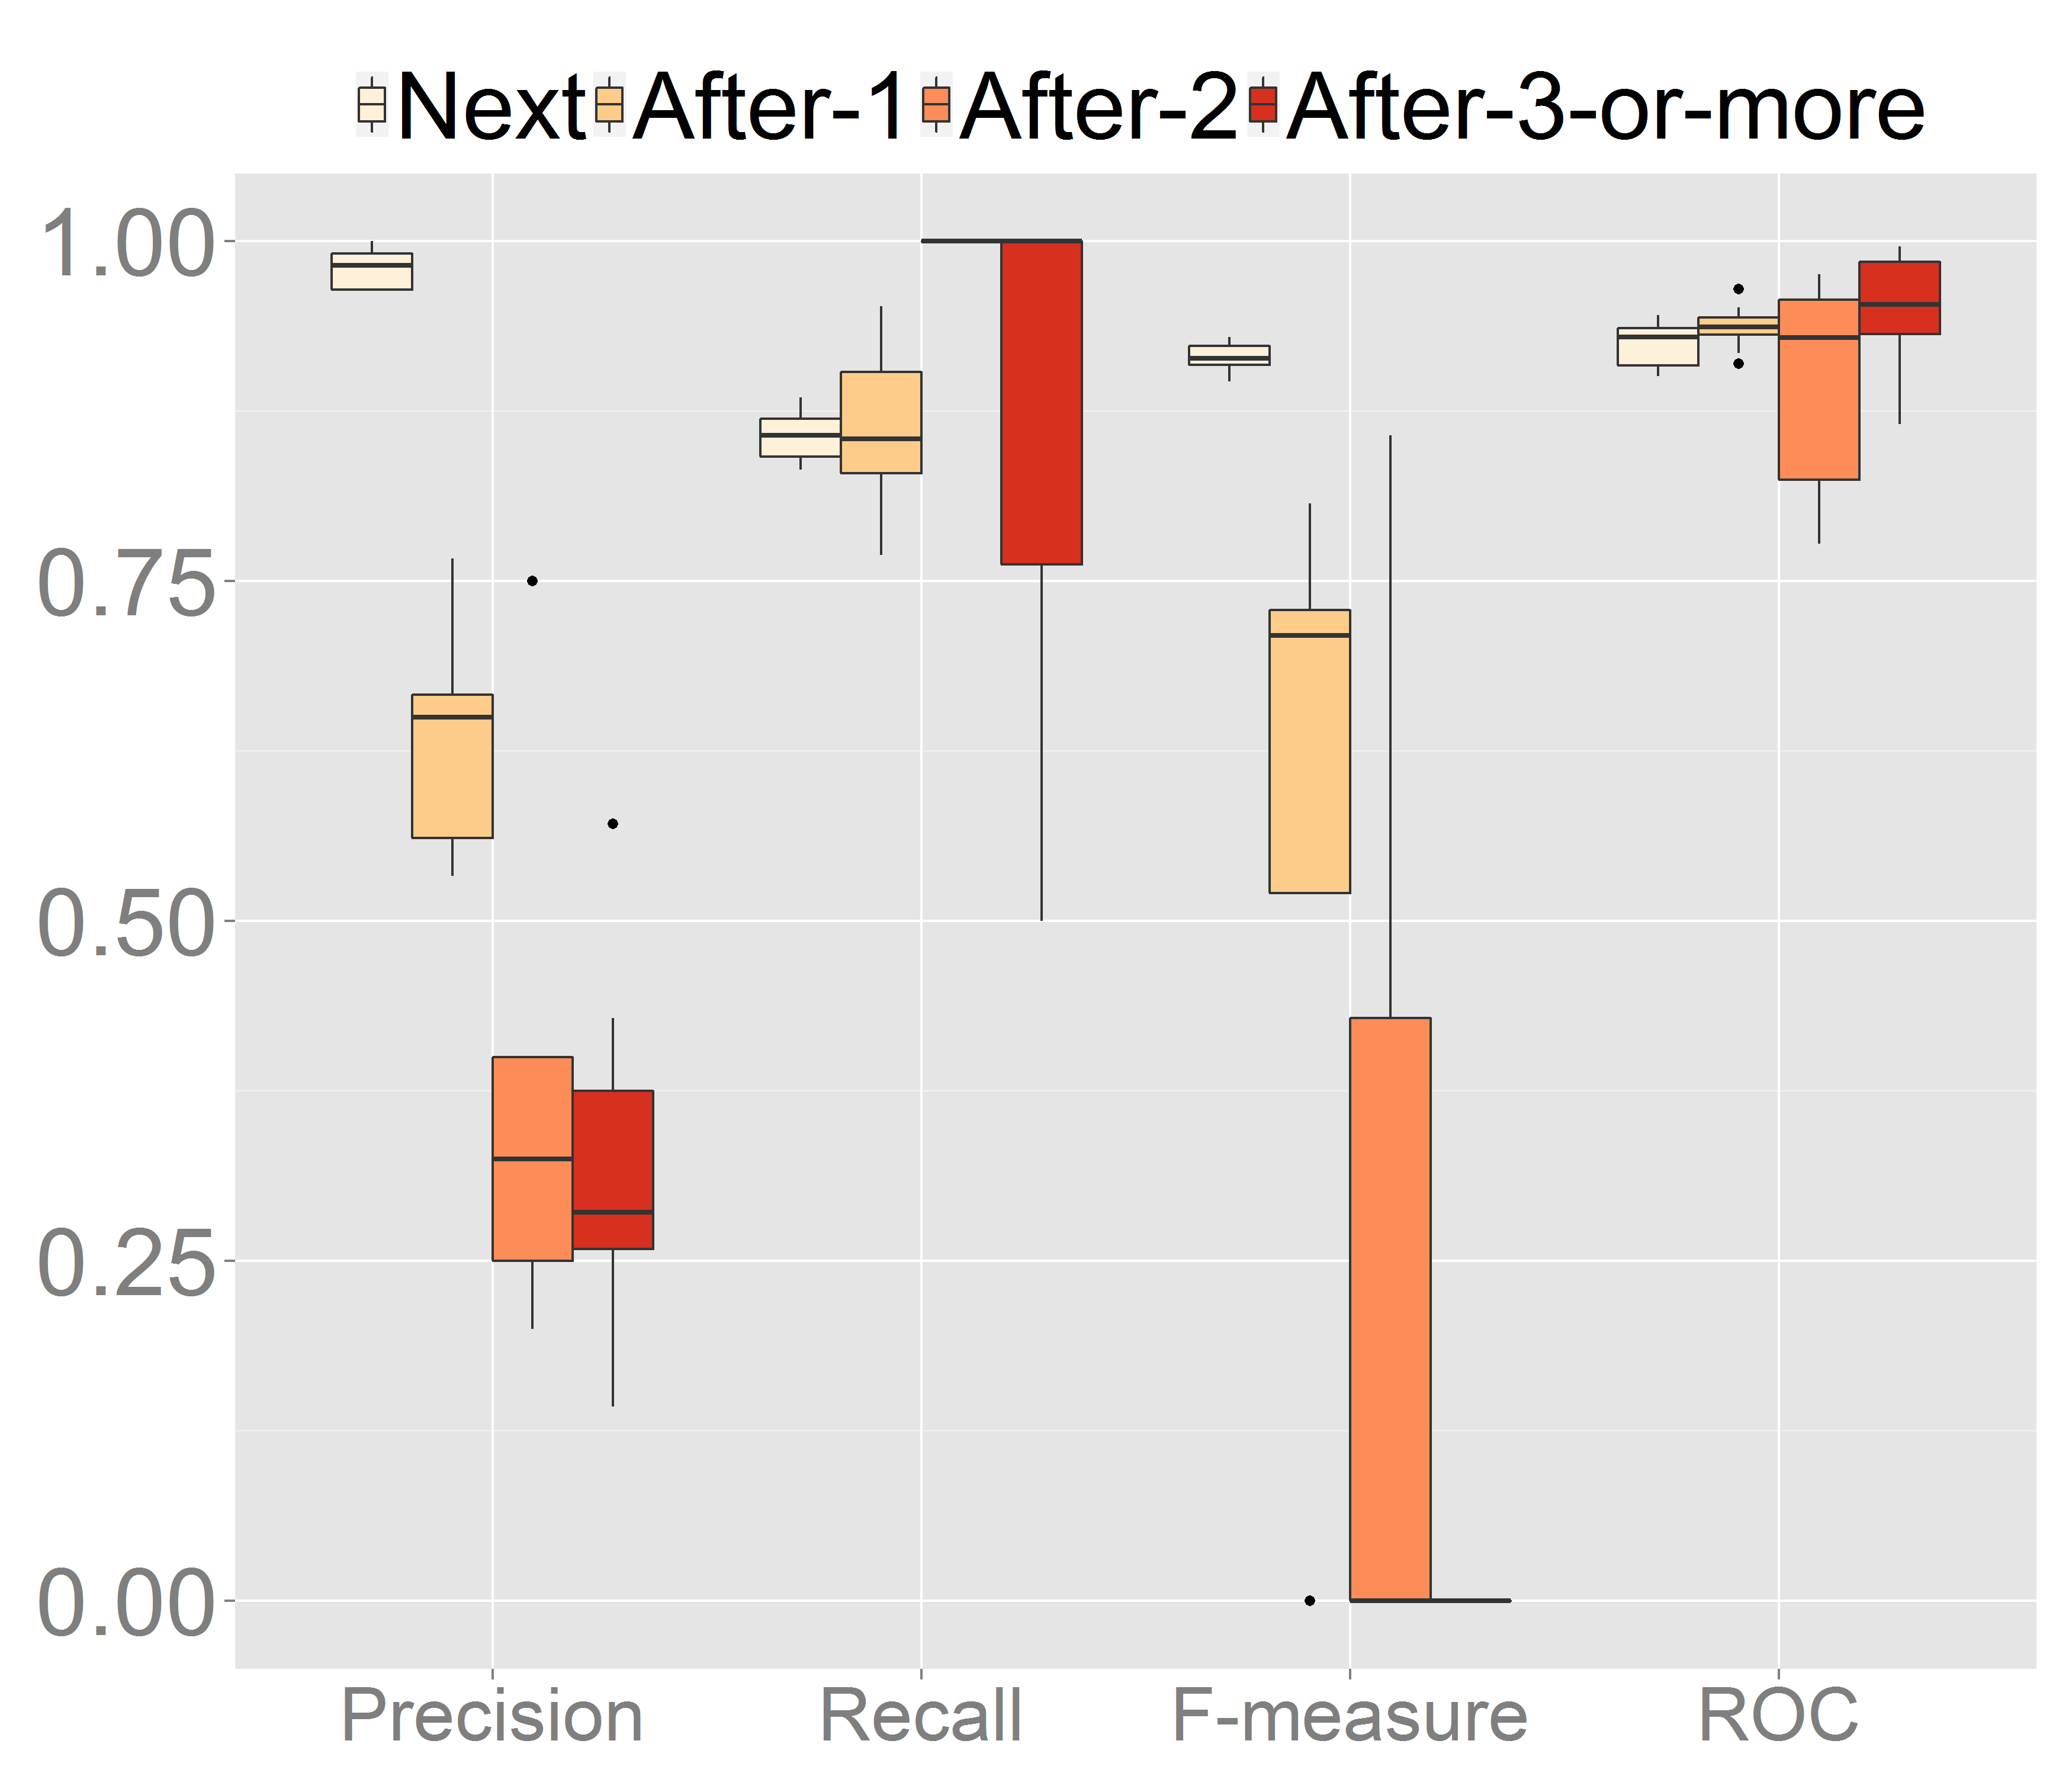 Next After-1 After-2 After-3-or-more
1.00
0.75
0.50
0.25
0.00
Precision Recall F-measure ROC